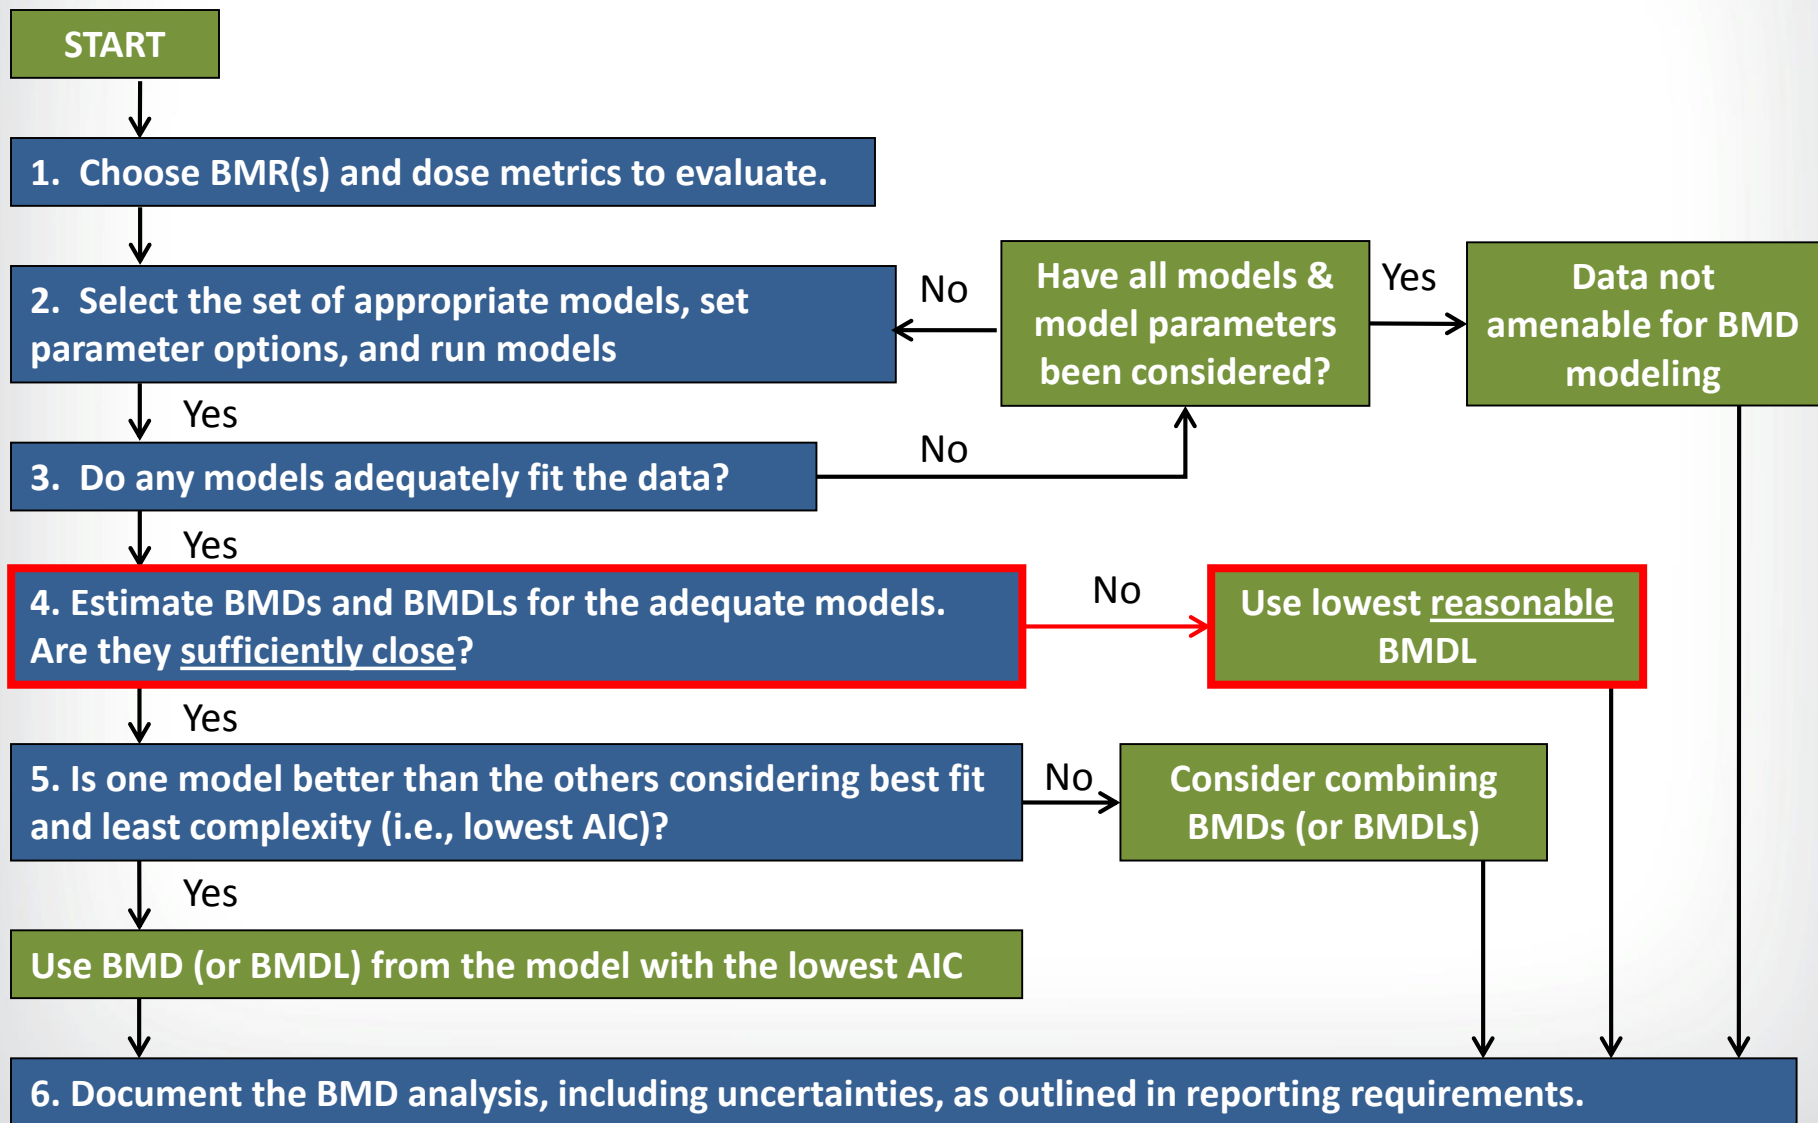 START
1. Choose BMR(s) and dose metrics to evaluate.
2. Select the set of appropriate models, set
parameter options, and run models
No
Have all models &
model parameters
been considered?
Yes
Data not
amenable for BMD
modeling
Yes
3. Do any models adequately fit the data?
No
Yes
4. Estimate BMDs and BMDLs for the adequate models.
Are they sufficiently close?
No
Use lowest reasonable
BMDL
Yes
5. Is one model better than the others considering best fit
and least complexity (i.e., lowest AIC)?
No
Consider combining
BMDs (or BMDLs)
Yes
Use BMD (or BMDL) from the model with the lowest AIC
6. Document the BMD analysis, including uncertainties, as outlined in reporting requirements.